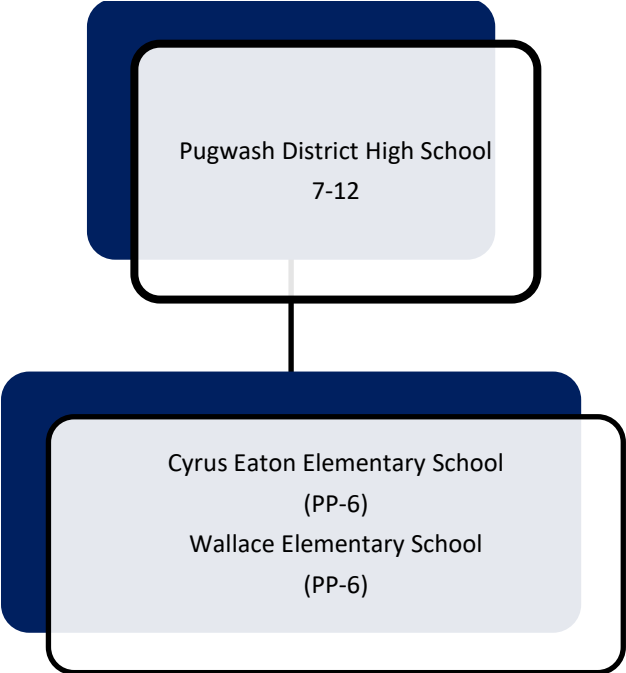 Pugwash District High School
7-12
Cyrus Eaton Elementary School
(PP-6)
Wallace Elementary School
(PP-6)